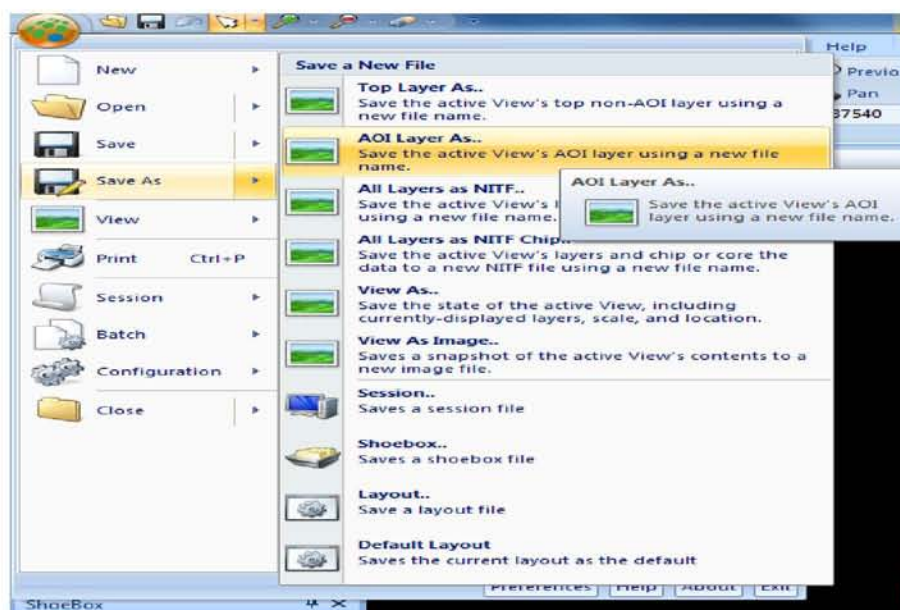 Help
New
Open
Save
Save As
View
Print Ctrl+P
Session
Batch
Configuration
Close
Save a New File
Top Layer As..
Save the active View's top non-AOI layer using a
new file name.
AOI Layer As..
Save the active View's AOI layer using a new file
name.
All Layers as NITF..
Save the active View's
using a new file name.
All Layers as NITF Chip..
Save the active View's layers and chip or core the
data to a new NITF file using a new file name.
View As..
Save the state of the active View, including
currently-displayed layers, scale, and location.
View As Image..
Saves a snapshot of the active View's contents to a
new image file.
Session..
Saves a session file
Shoebox..
Saves a shoebox file
Layout..
Save a layout file
Default Layout
Saves the current layout as the default
AOI Layer As..
Save the active View's AOI
layer using a new file name.
Previo
Pan
37540
Preferences Help About Exit
ShoeBox